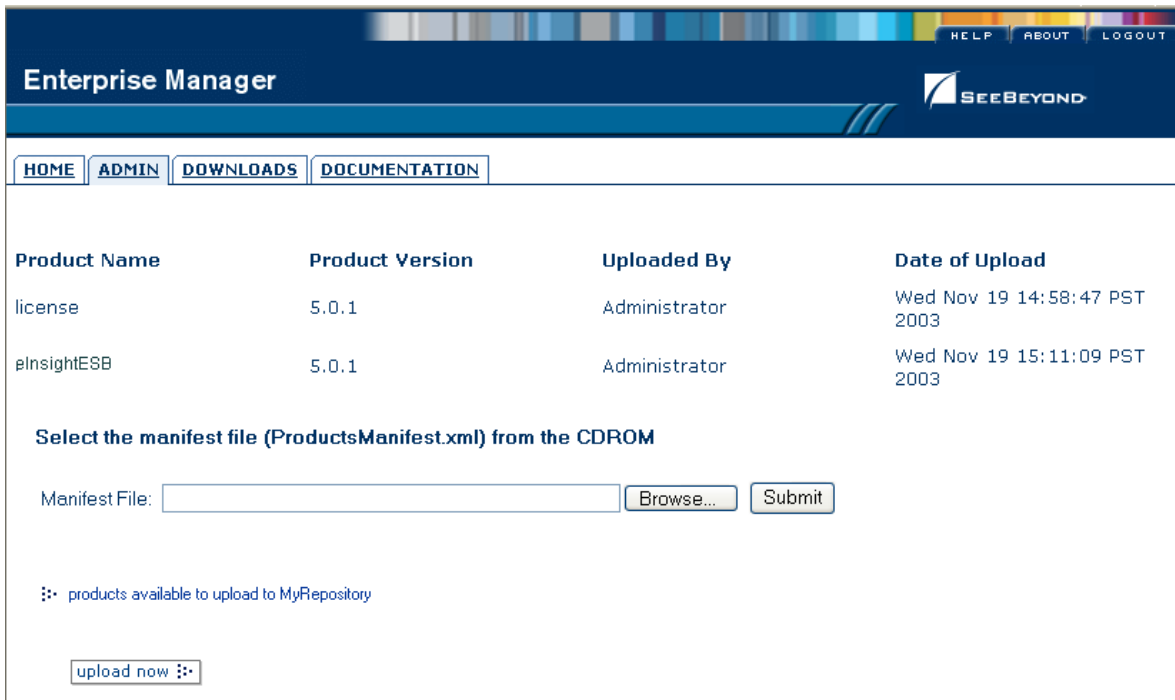 HELP ABOUT LOGOUT
Enterprise Manager
SEEBEYOND
HOME ADMIN DOWNLOADS DOCUMENTATION
Product Name Product Version Uploaded By Date of Upload
license 5.0.1 Administrator Wed Nov 19 14:58:47 PST
2003
eInsightESB 5.0.1 Administrator Wed Nov 19 15:11:09 PST
2003
Select the manifest file (ProductsManifest.xml) from the CDROM
Manifest File: Browse... Submit
products available to upload to MyRepository
upload now